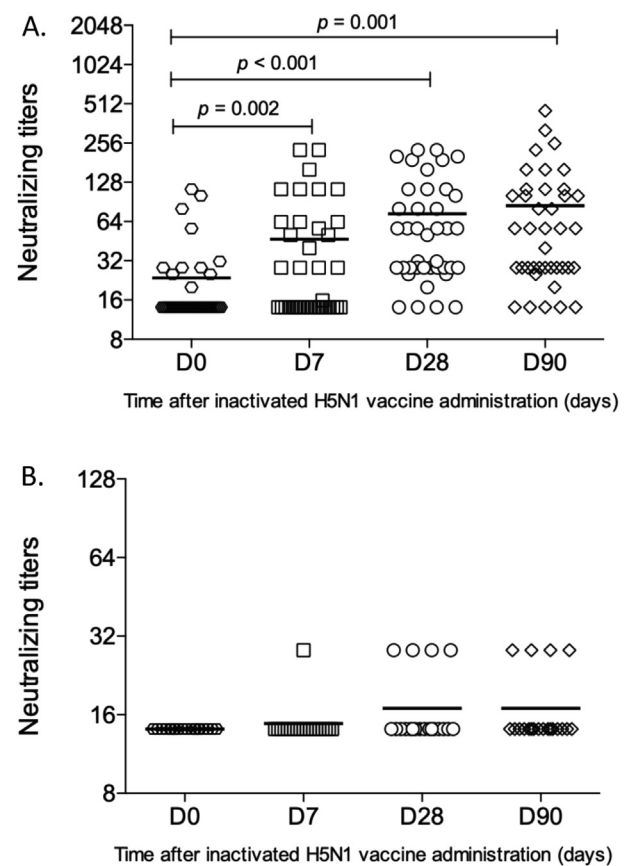 A.
p = 0.001
p < 0.001
p = 0.002
Neutralizing titers
2048
1024
512
256
128
64
32
16
8
D0 D7 D28 D90
Time after inactivated H5N1 vaccine administration (days)
B.
Neutralizing titers
128
64
32
16
8
D0 D7 D28 D90
Time after inactivated H5N1 vaccine administration (days)